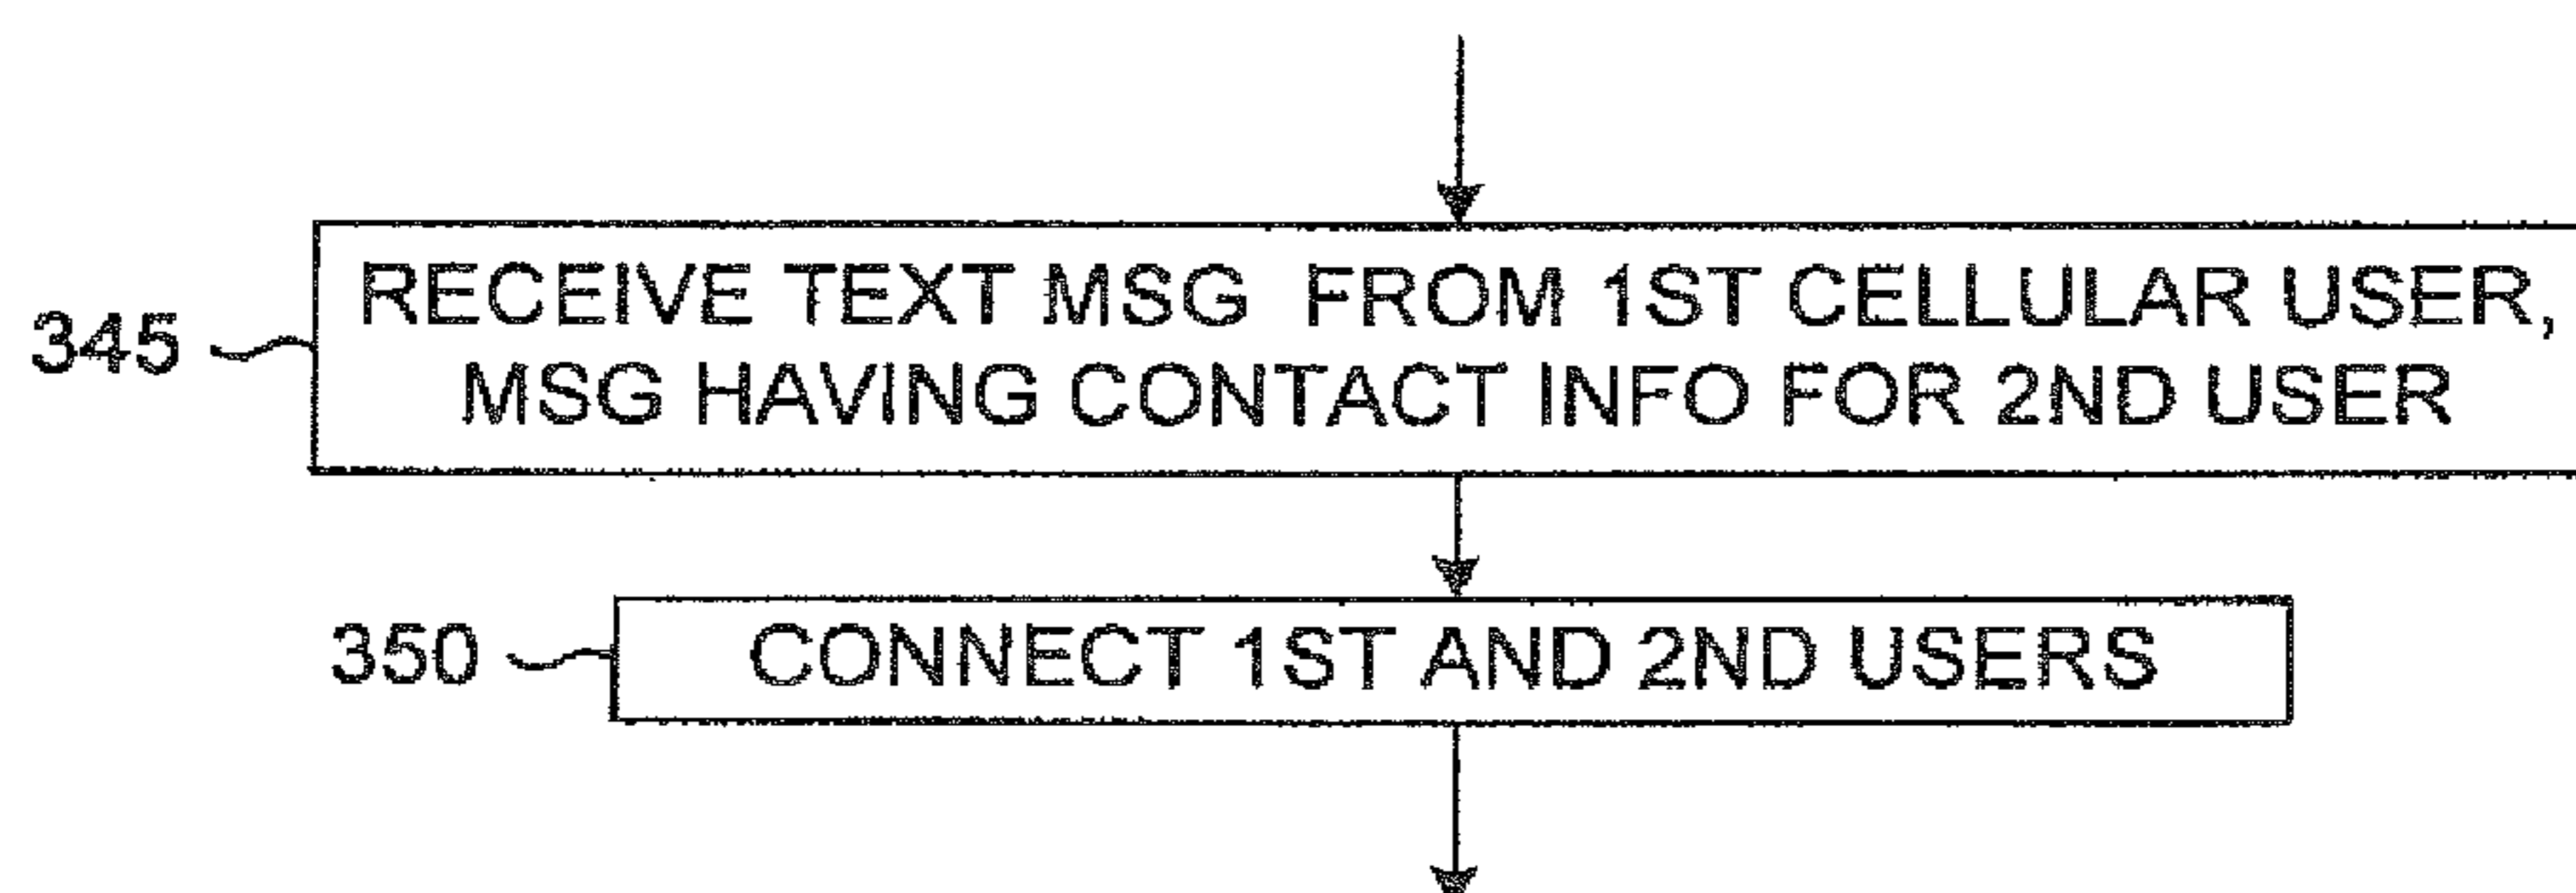 345
RECEIVE TEXT MSG FROM 1ST CELLULAR USER,
MSG HAVING CONTACT INFO FOR 2ND USER
350
CONNECT 1ST AND 2ND USERS